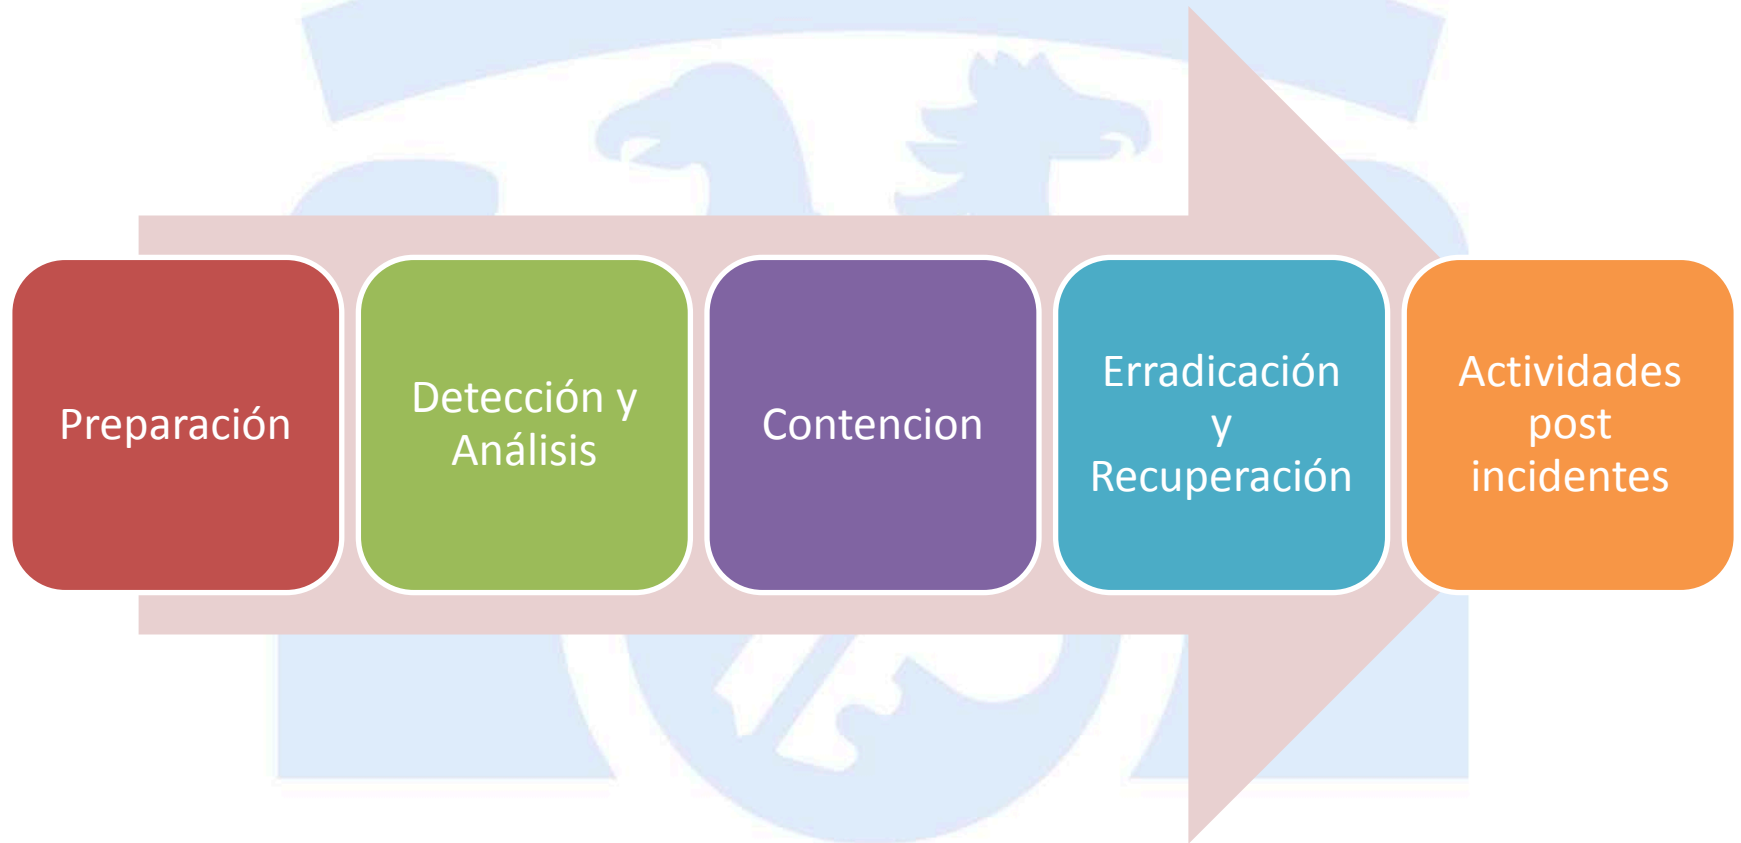 Preparación
Detección y
Análisis
Contencion
Erradicación
y
Recuperación
Actividades
post
incidentes